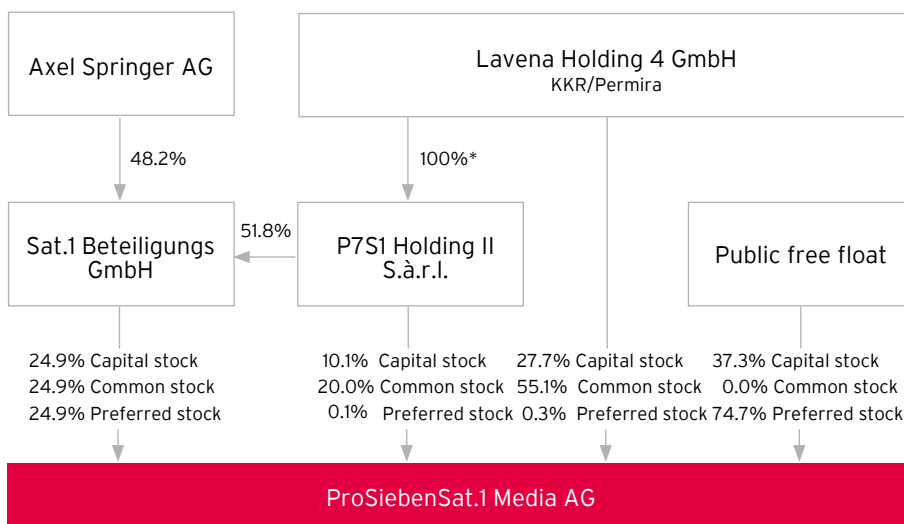 Axel Springer AG
Lavena Holding 4 GmbH
KKR/Permira
48.2%
100%*
Sat.1 Beteiligungs
GmbH
51.8%
P7S1 Holding II
S.à.r.l.
Public free float
24.9% Capital stock
24.9% Common stock
24.9% Preferred stock
10.1% Capital stock
20.0% Common stock
0.1% Preferred stock
27.7% Capital stock
55.1% Common stock
0.3% Preferred stock
37.3% Capital stock
0.0% Common stock
74.7% Preferred stock
ProSiebenSat.1 Media AG